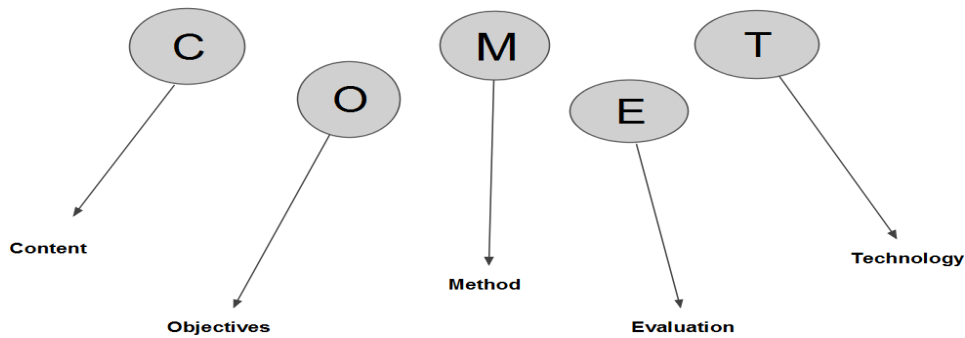 C
O
M
E
T
Content
Objectives
Method
Evaluation
Technology